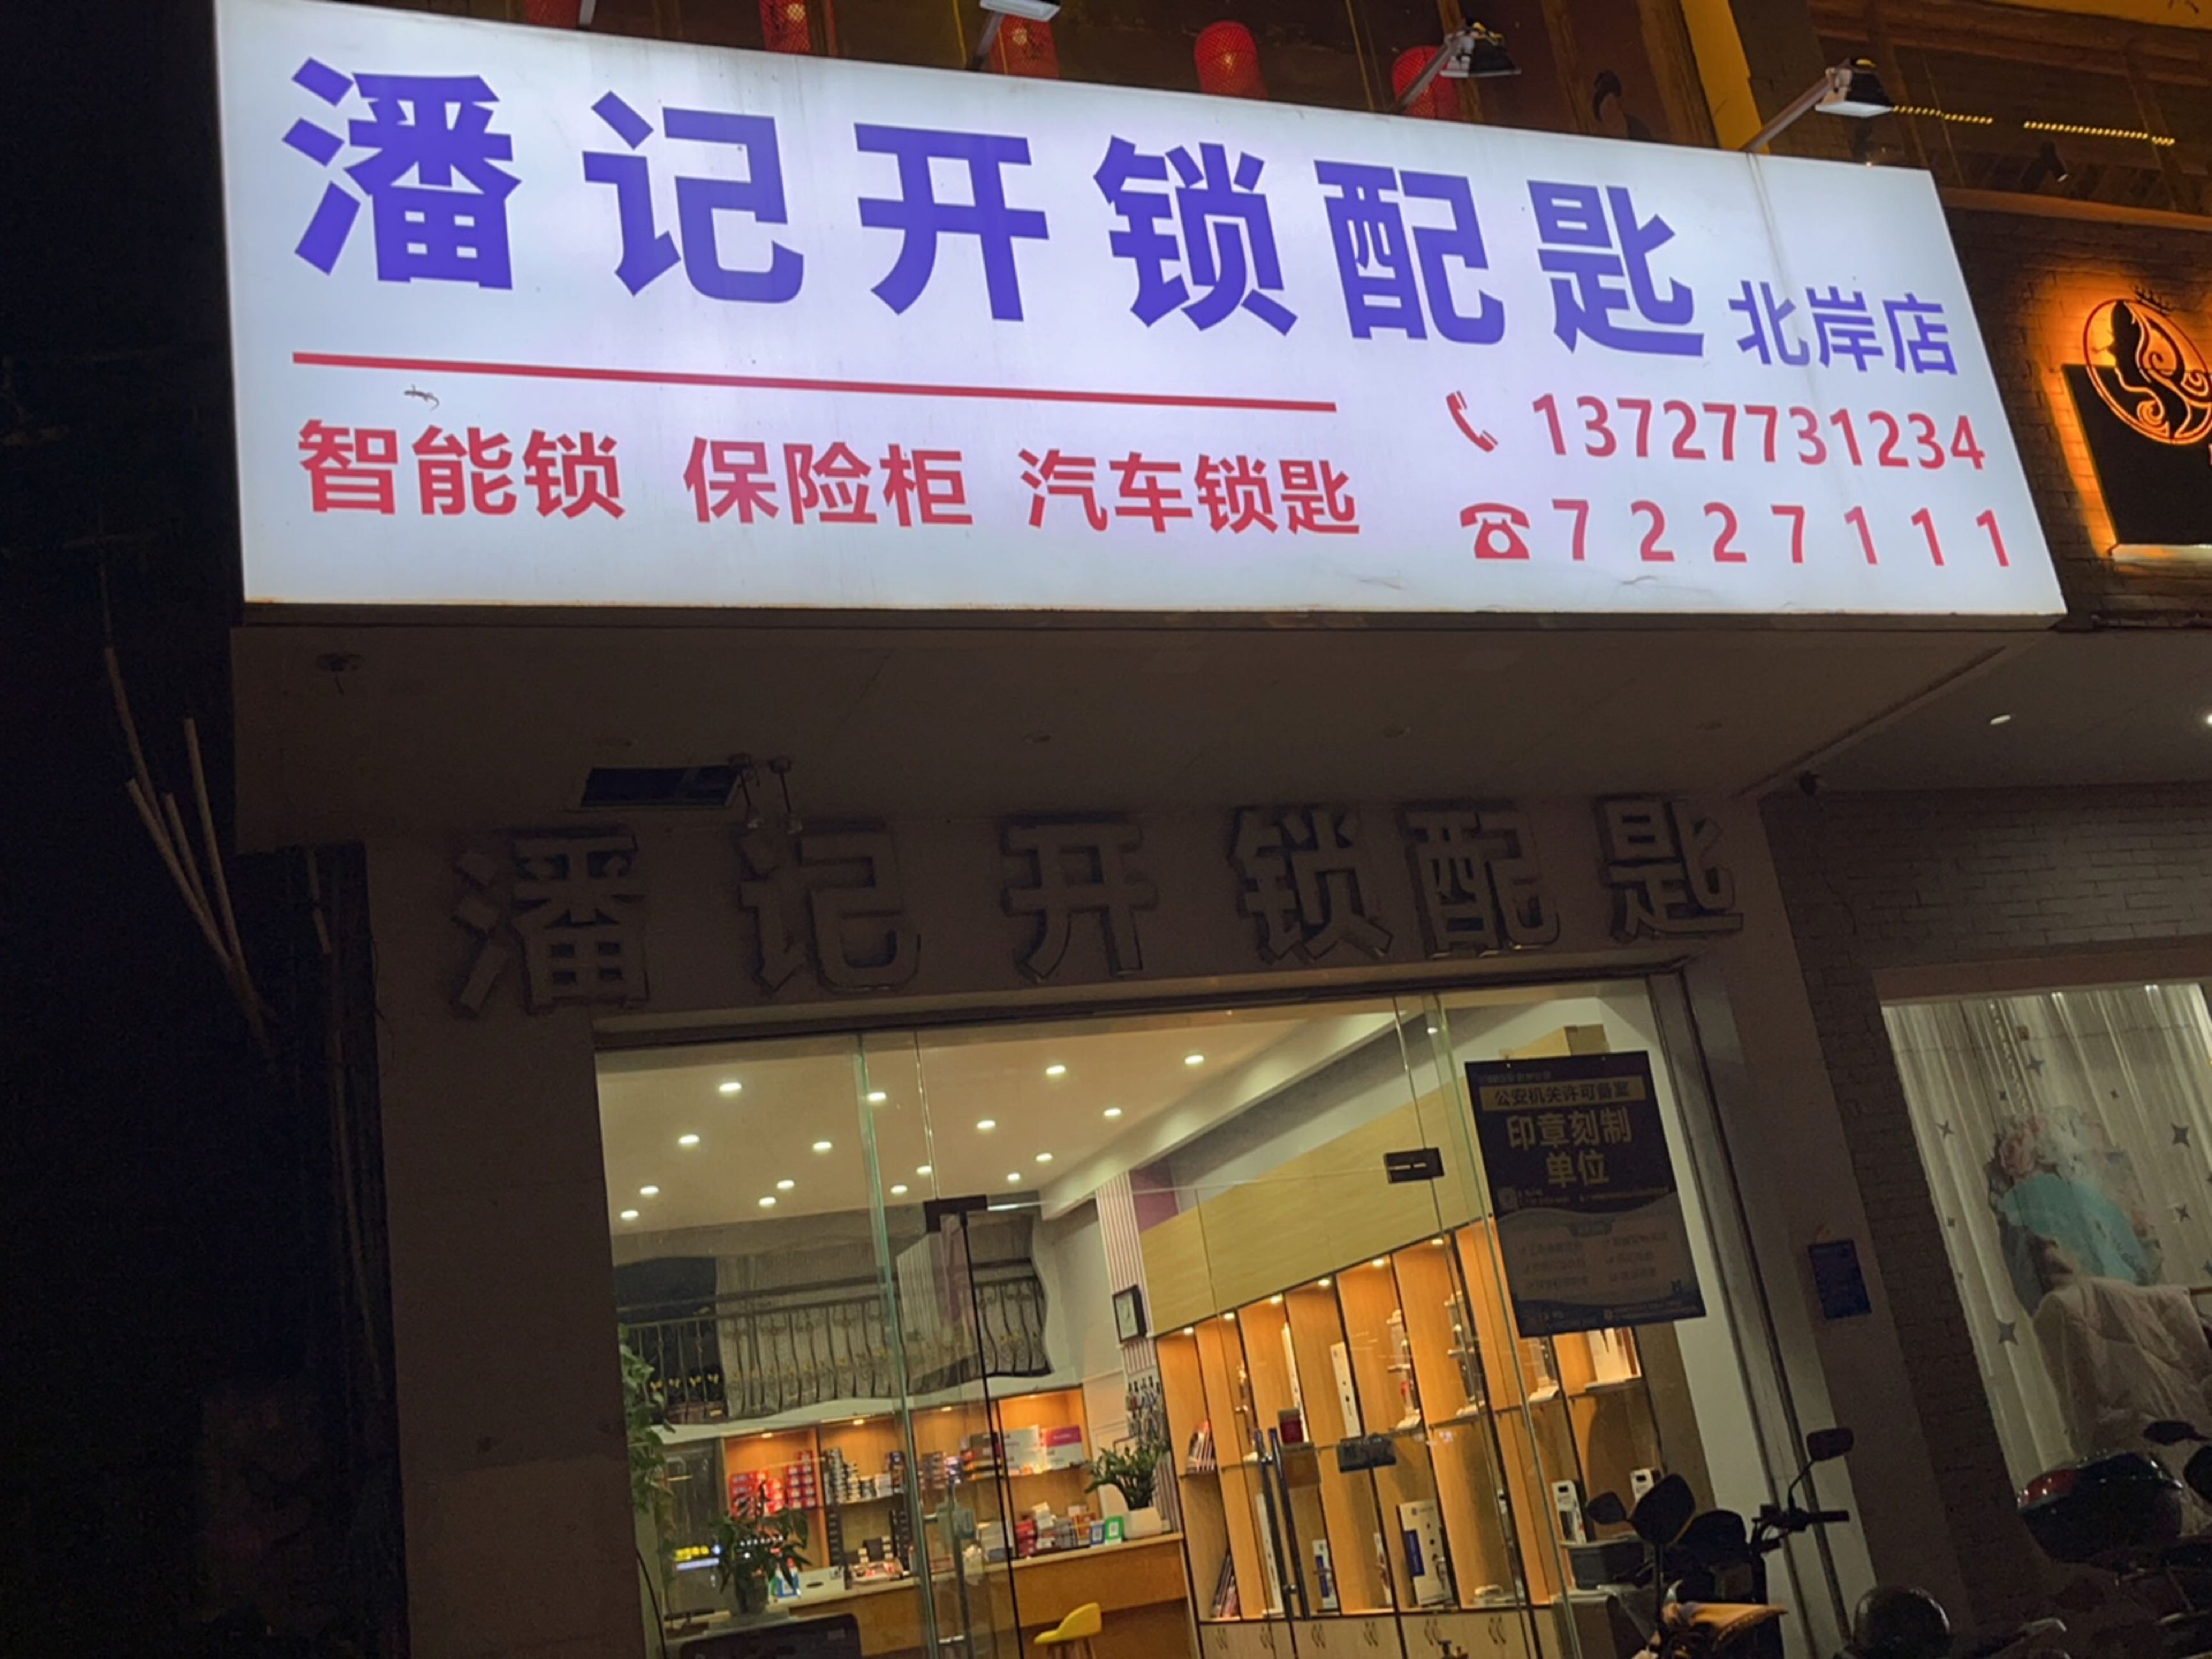 潘记开锁配匙 北岸店
智能锁 保险柜 汽车锁匙
13727731234
7227111
潘记开锁配匙
公安机关许可备案
印章刻制
单位